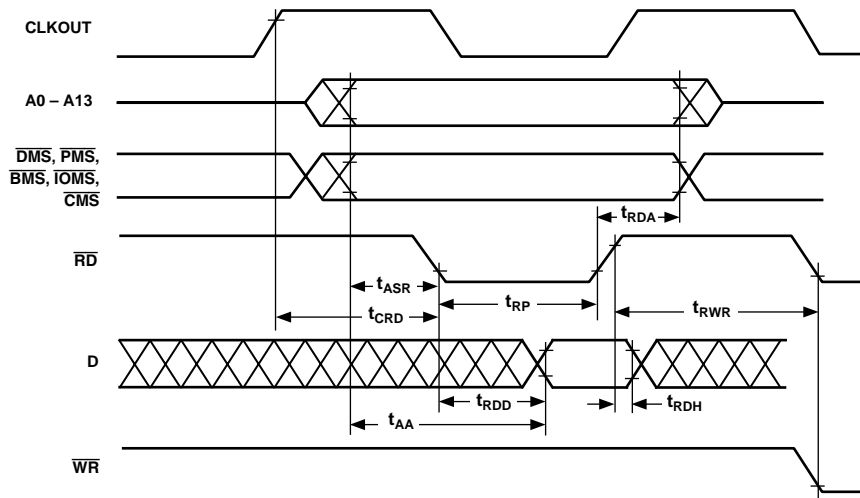 CLKOUT
A0 – A13
DMS, PMS,
BMS, IOMS,
CMS
tRDA
RD
tASR
tRP
tCRD
tRWR
D
tRDD
tRDH
tAA
WR